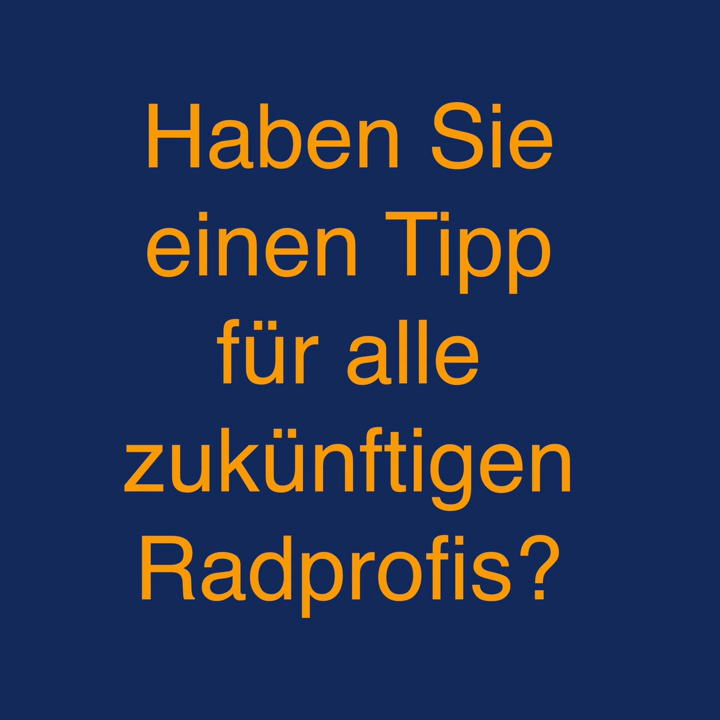 Haben Sie
einen Tipp
für alle
zukünftigen
Radprofis?